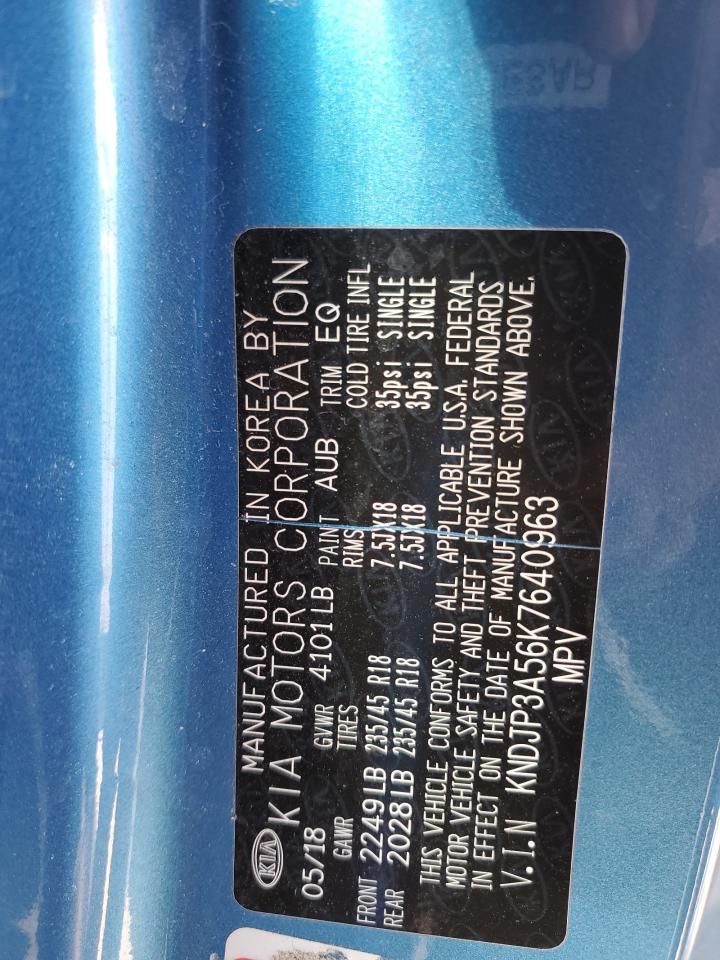 KIA
MANUFACTURED IN KOREA BY
KIA MOTORS CORPORATION
05/18 GVWR 4101LB PAINT AUB TRIM EQ
GAWR TIRES RIMS COLD TIRE INFL
FRONT 2249LB 235/45 R18 7.5JX18 35psi SINGLE
REAR 2028LB 235/45 R18 7.5JX18 35psi SINGLE
THIS VEHICLE CONFORMS TO ALL APPLICABLE U.S.A. FEDERAL
MOTOR VEHICLE SAFETY AND THEFT PREVENTION STANDARDS
IN EFFECT ON THE DATE OF MANUFACTURE SHOWN ABOVE.
V.I.N KNDJP3A56K7640963
MPV